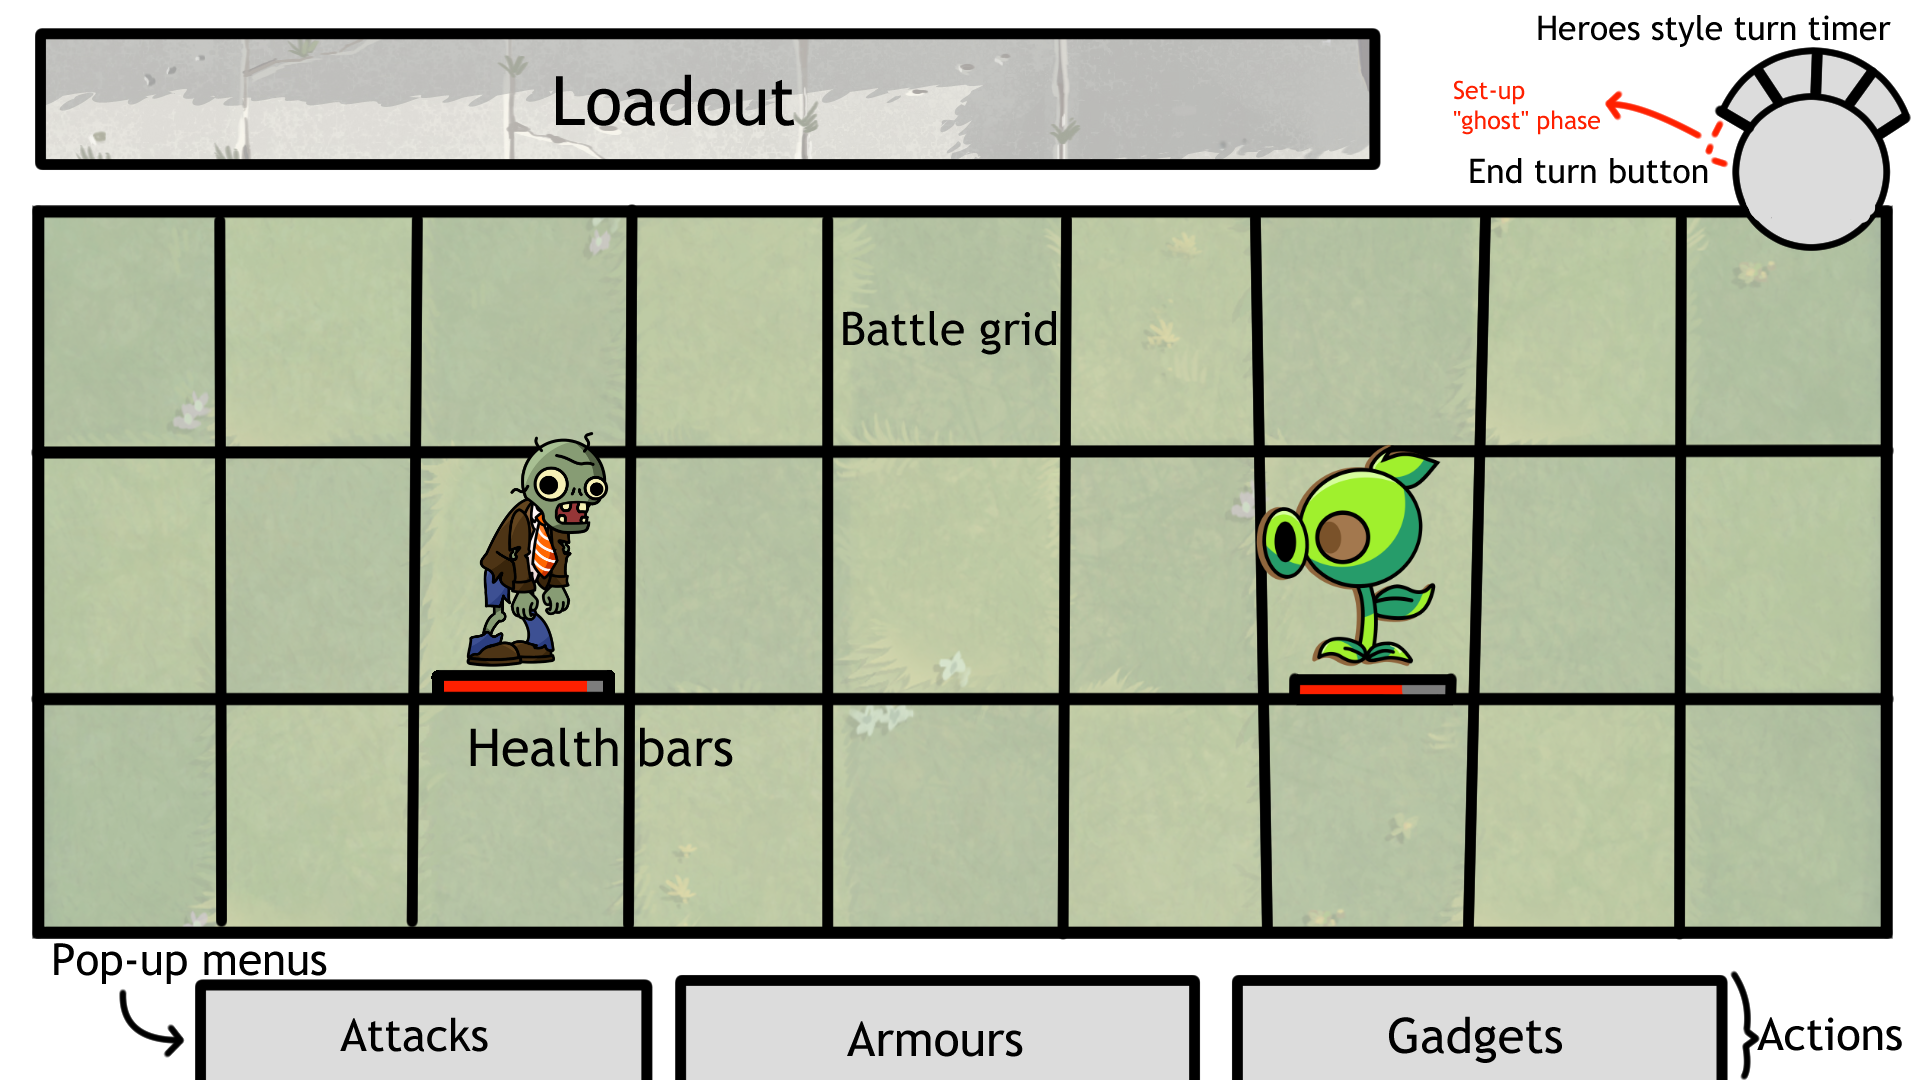 Heroes style turn timer
Loadout
Set-up
"ghost" phase
End turn button
Battle grid
Health bars
Pop-up menus
Attacks
Armours
Gadgets
Actions